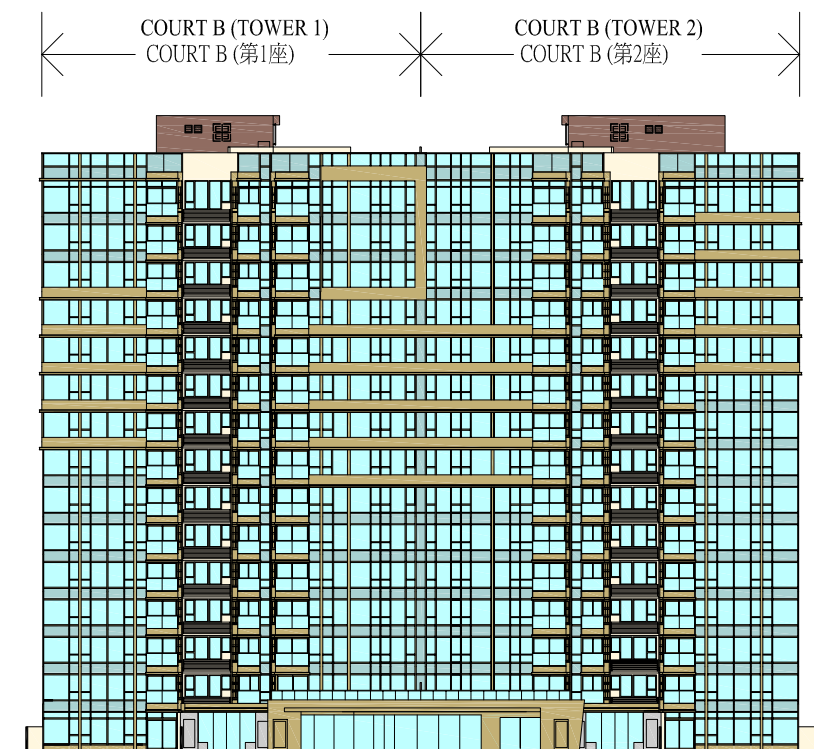 COURT B (TOWER 1)
COURT B (第1座)
COURT B (TOWER 2)
COURT B (第2座)